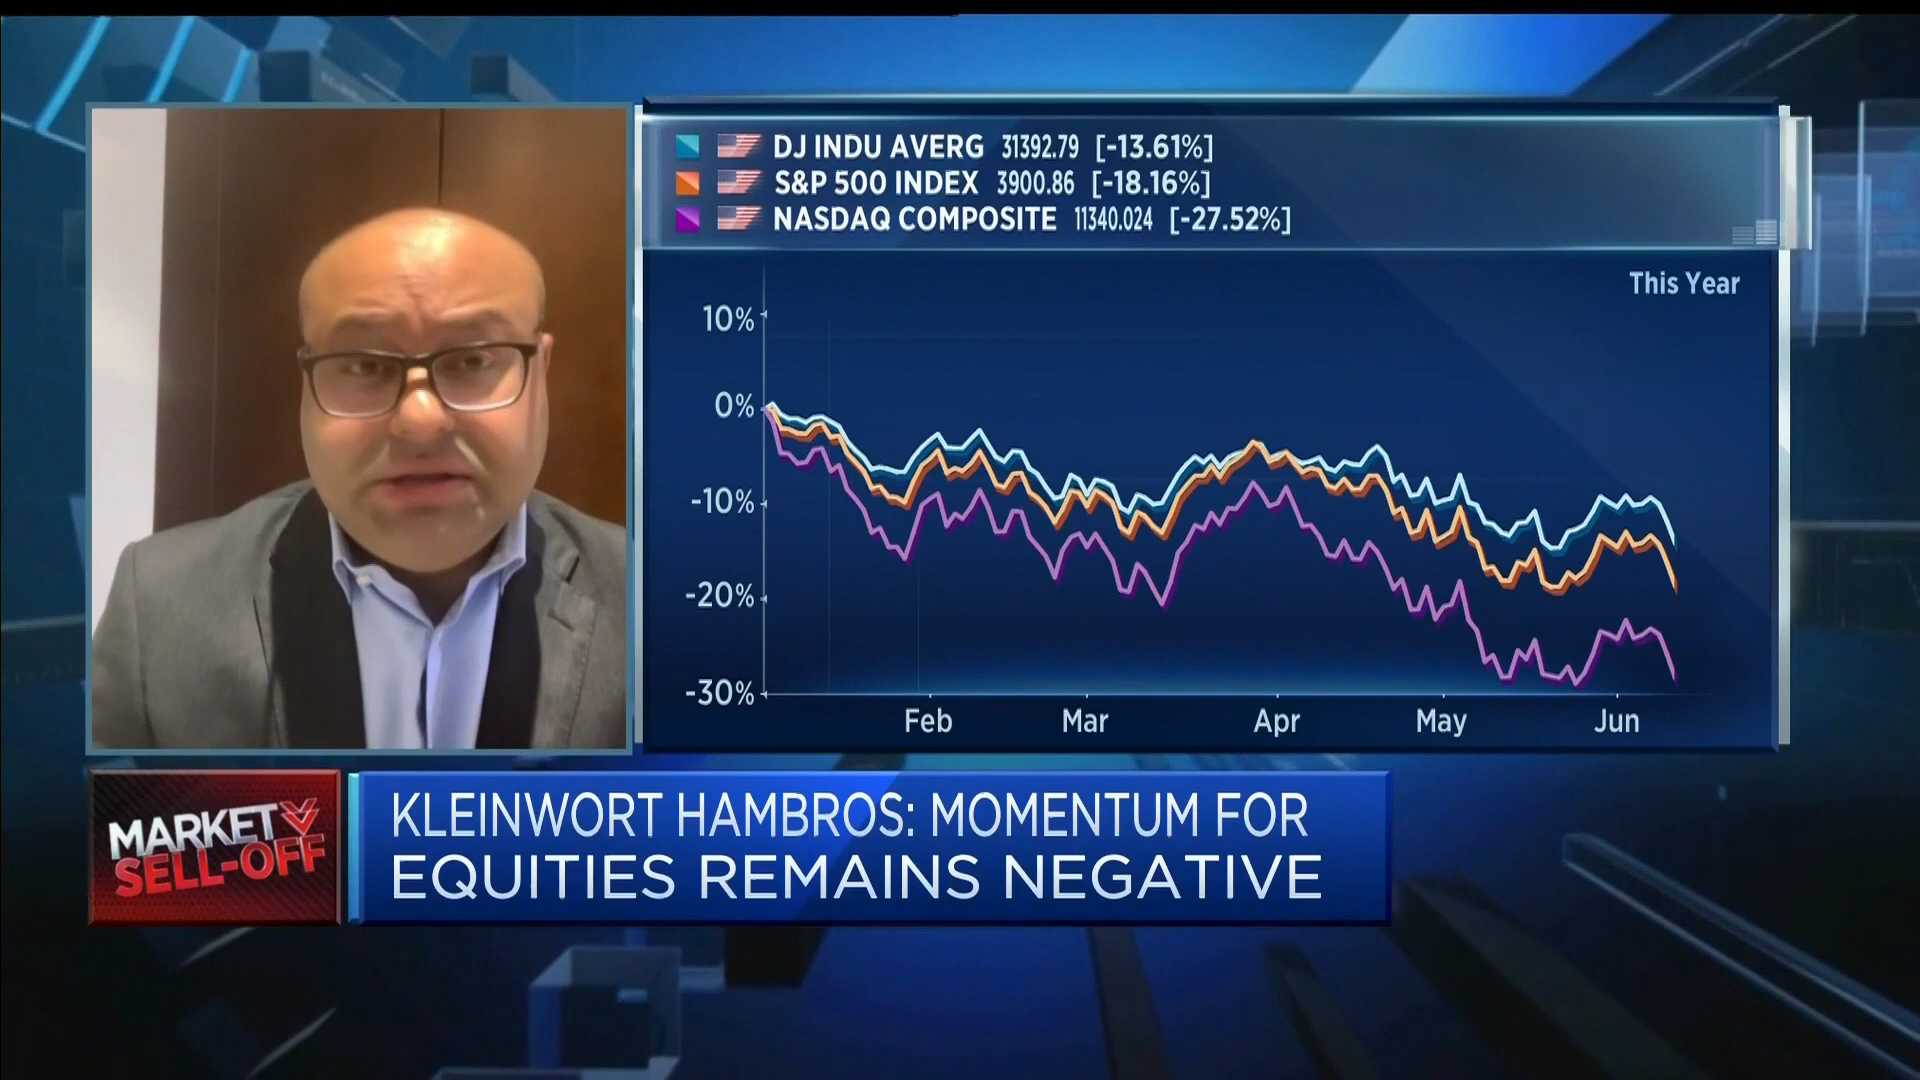 DJ INDU AVERG 31392.79 [-13.61%]
S&P 500 INDEX 3900.86 [-18.16%]
NASDAQ COMPOSITE 11340.024 [-27.52%]
This Year
10%
0%
-10%
-20%
-30%
Feb Mar Apr May Jun
MARKET
SELL-OFF
KLEINWORT HAMBROS: MOMENTUM FOR
EQUITIES REMAINS NEGATIVE